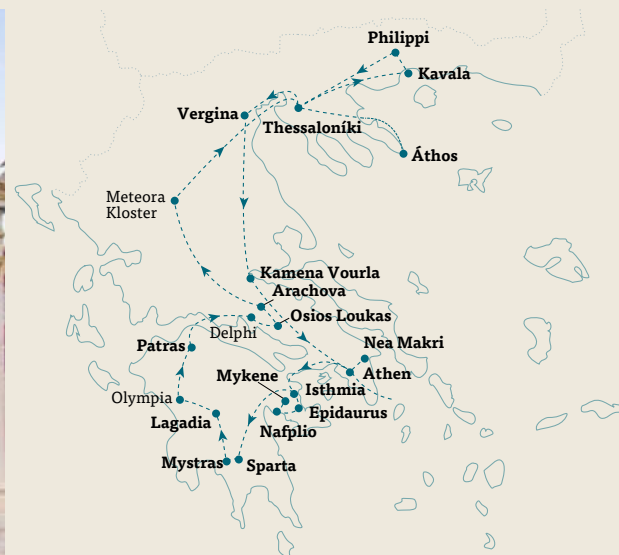 Philippi
Kavala
Vergina
Thessaloníki
Áthos
Meteora
Kloster
Kamena Vourla
Arachova
Osios Loukas
Delphi
Nea Makri
Patras
Athen
Mykene
Isthmia
Olympia
Epidaurus
Lagadia
Nafplio
Mystras
Sparta